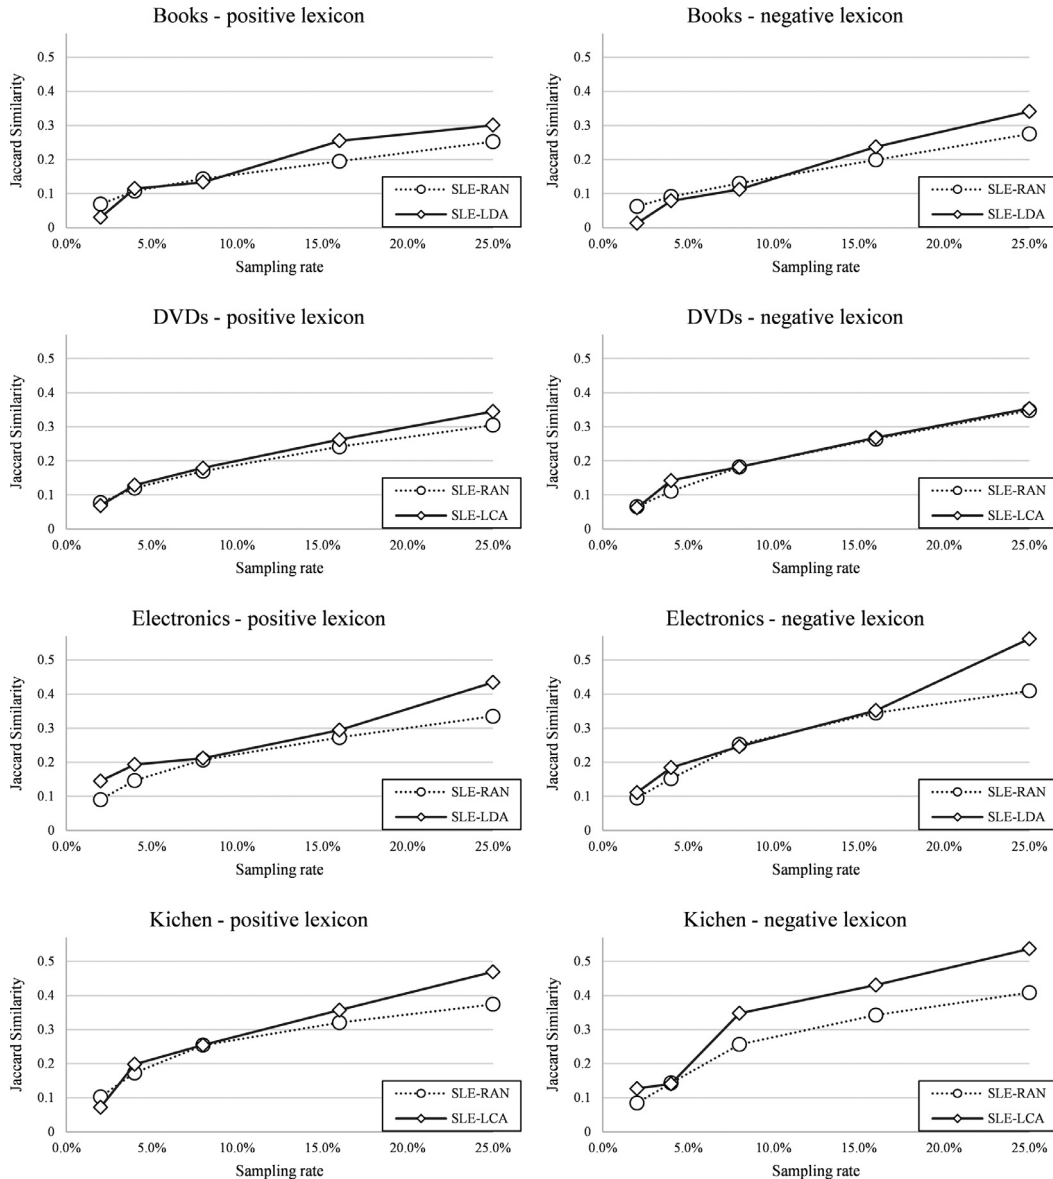 Books - positive lexicon
Jaccard Similarity
0.5
0.4
0.3
0.2
0.1
0
0.0% 5.0% 10.0% 15.0% 20.0% 25.0%
Sampling rate
SLE-RAN
SLE-LDA
Books - negative lexicon
Jaccard Similarity
0.5
0.4
0.3
0.2
0.1
0
0.0% 5.0% 10.0% 15.0% 20.0% 25.0%
Sampling rate
SLE-RAN
SLE-LDA
DVDs - positive lexicon
Jaccard Similarity
0.5
0.4
0.3
0.2
0.1
0
0.0% 5.0% 10.0% 15.0% 20.0% 25.0%
Sampling rate
SLE-RAN
SLE-LCA
DVDs - negative lexicon
Jaccard Similarity
0.5
0.4
0.3
0.2
0.1
0
0.0% 5.0% 10.0% 15.0% 20.0% 25.0%
Sampling rate
SLE-RAN
SLE-LCA
Electronics - positive lexicon
Jaccard Similarity
0.5
0.4
0.3
0.2
0.1
0
0.0% 5.0% 10.0% 15.0% 20.0% 25.0%
Sampling rate
SLE-RAN
SLE-LDA
Electronics - negative lexicon
Jaccard Similarity
0.5
0.4
0.3
0.2
0.1
0
0.0% 5.0% 10.0% 15.0% 20.0% 25.0%
Sampling rate
SLE-RAN
SLE-LDA
Kichen - positive lexicon
Jaccard Similarity
0.5
0.4
0.3
0.2
0.1
0
0.0% 5.0% 10.0% 15.0% 20.0% 25.0%
Sampling rate
SLE-RAN
SLE-LCA
Kichen - negative lexicon
Jaccard Similarity
0.5
0.4
0.3
0.2
0.1
0
0.0% 5.0% 10.0% 15.0% 20.0% 25.0%
Sampling rate
SLE-RAN
SLE-LCA